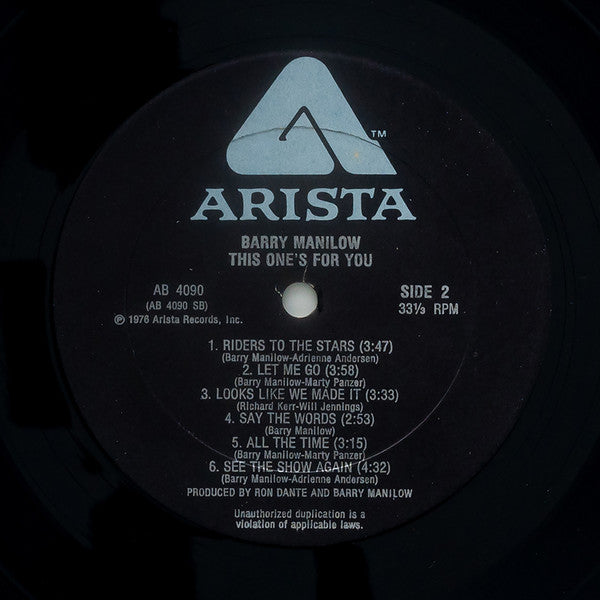 TM
ARISTA
BARRY MANILOW
THIS ONE'S FOR YOU
AB 4090
(AB 4090 SB)
℗ 1976 Arista Records, Inc.
SIDE 2
33⅓ RPM
1. RIDERS TO THE STARS (3:47)
(Barry Manilow-Adrienne Andersen)
2. LET ME GO (3:58)
(Barry Manilow-Marty Panzer)
3. LOOKS LIKE WE MADE IT (3:33)
(Richard Kerr-Will Jennings)
4. SAY THE WORDS (2:53)
(Barry Manilow)
5. ALL THE TIME (3:15)
(Barry Manilow-Marty Panzer)
6. SEE THE SHOW AGAIN (4:32)
(Barry Manilow-Adrienne Andersen)
PRODUCED BY RON DANTE AND BARRY MANILOW
Unauthorized duplication is a
violation of applicable laws.